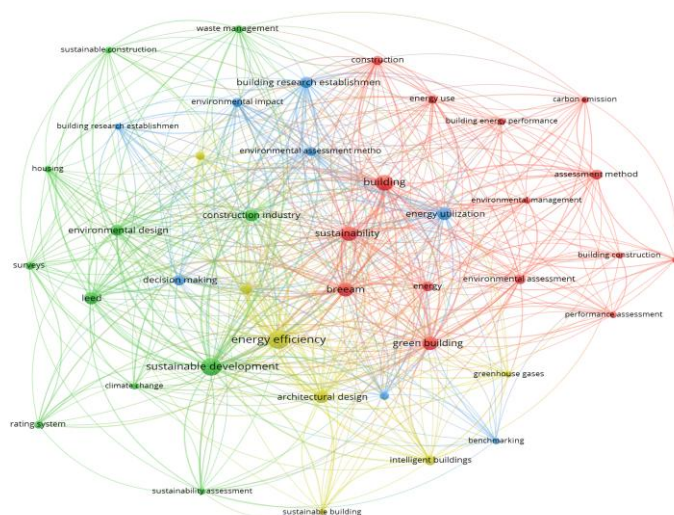 waste management
sustainable construction
construction
building research establishmen
environmental impact
energy use
carbon emission
building research establishmen
building energy performance
environmental assessment metho
housing
building
assessment method
environmental management
construction industry
energy utilization
environmental design
sustainability
building construction
surveys
decision making
environmental assessment
leed
breeam
energy
performance assessment
energy efficiency
green building
sustainable development
greenhouse gases
climate change
architectural design
rating system
benchmarking
intelligent buildings
sustainability assessment
sustainable building